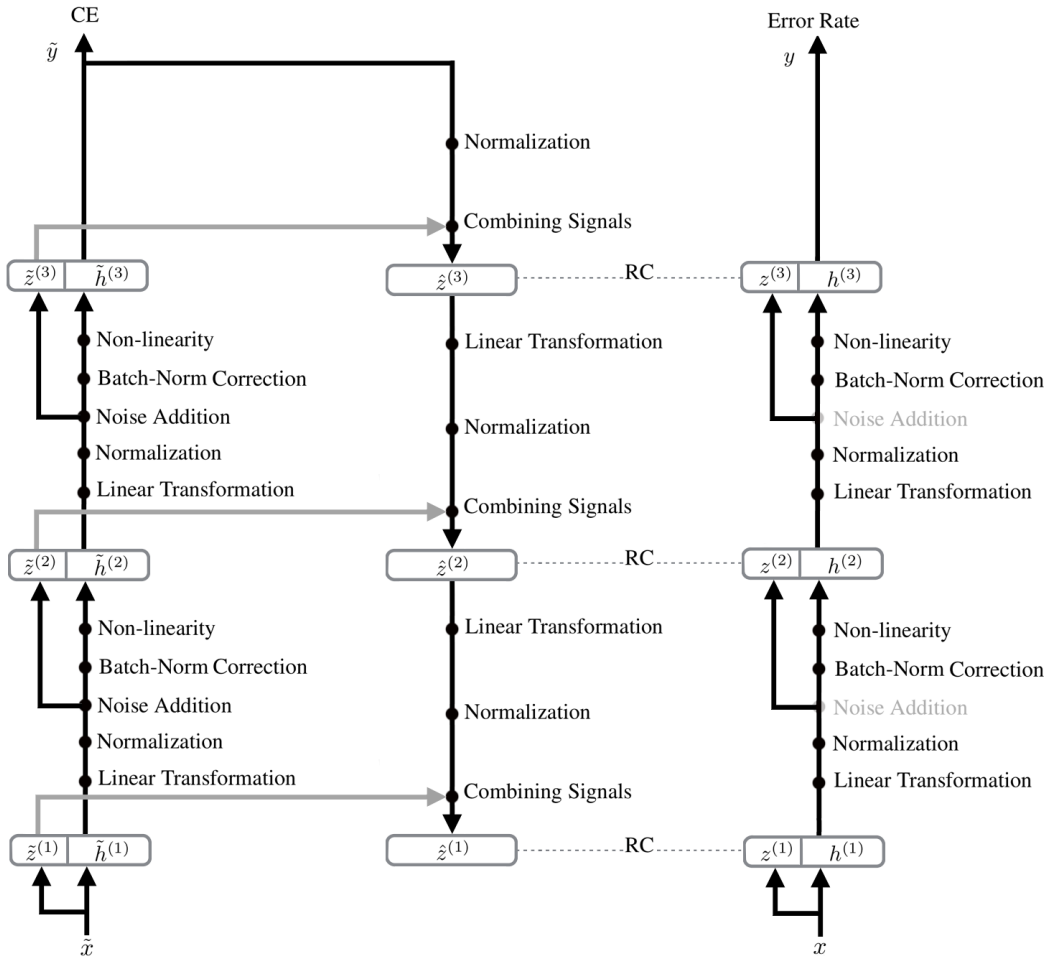 CE
Error Rate
ỹ
y
Normalization
Combining Signals
z̃⁽³⁾ h̃⁽³⁾
ẑ⁽³⁾
RC
z⁽³⁾ h⁽³⁾
Non-linearity
Linear Transformation
Non-linearity
Batch-Norm Correction
Batch-Norm Correction
Noise Addition
Normalization
Noise Addition
Normalization
Normalization
Linear Transformation
Linear Transformation
Combining Signals
z̃⁽²⁾ h̃⁽²⁾
ẑ⁽²⁾
RC
z⁽²⁾ h⁽²⁾
Non-linearity
Linear Transformation
Non-linearity
Batch-Norm Correction
Batch-Norm Correction
Noise Addition
Normalization
Noise Addition
Normalization
Normalization
Linear Transformation
Linear Transformation
Combining Signals
z̃⁽¹⁾ h̃⁽¹⁾
ẑ⁽¹⁾
RC
z⁽¹⁾ h⁽¹⁾
x̃
x